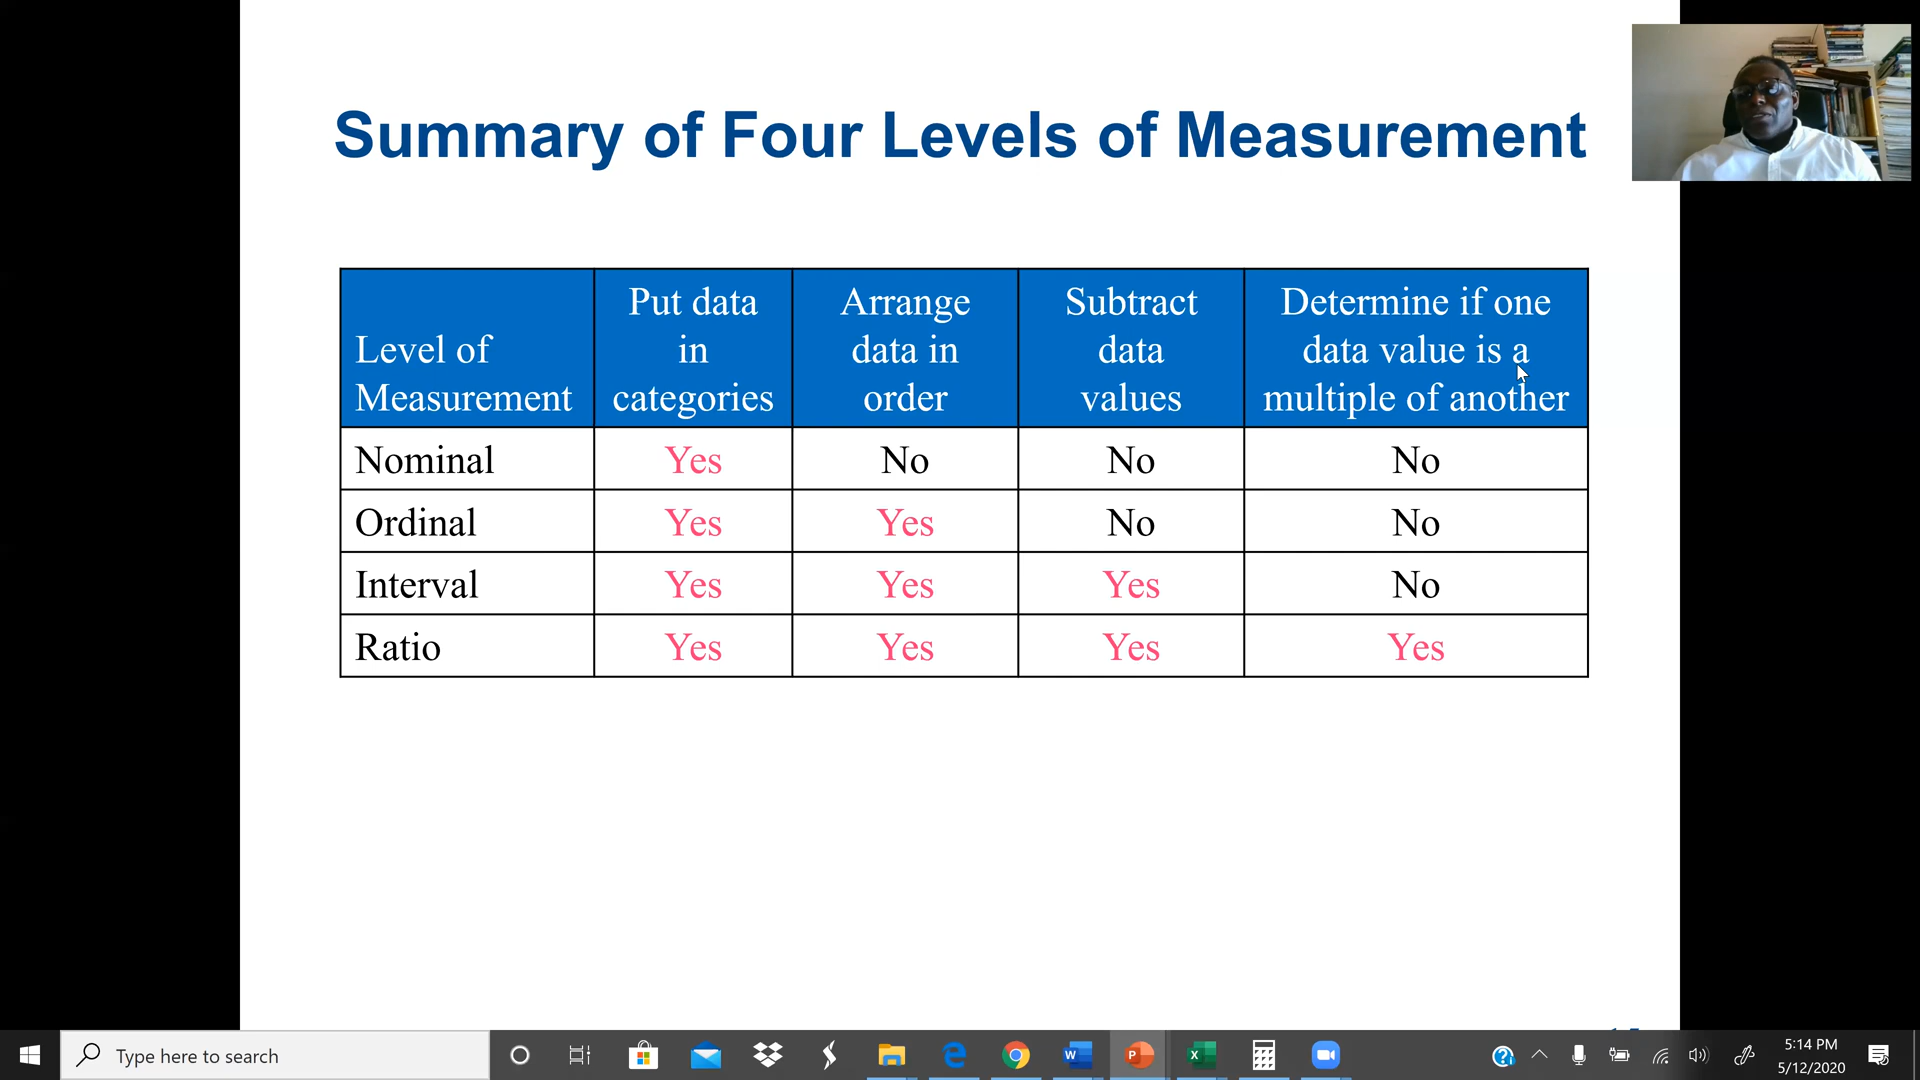 Summary of Four Levels of Measurement
Level of Measurement
Put data in categories
Arrange data in order
Subtract data values
Determine if one data value is a multiple of another
Nominal Yes No No No
Ordinal Yes Yes No No
Interval Yes Yes Yes No
Ratio Yes Yes Yes Yes
Type here to search
5:14 PM
5/12/2020